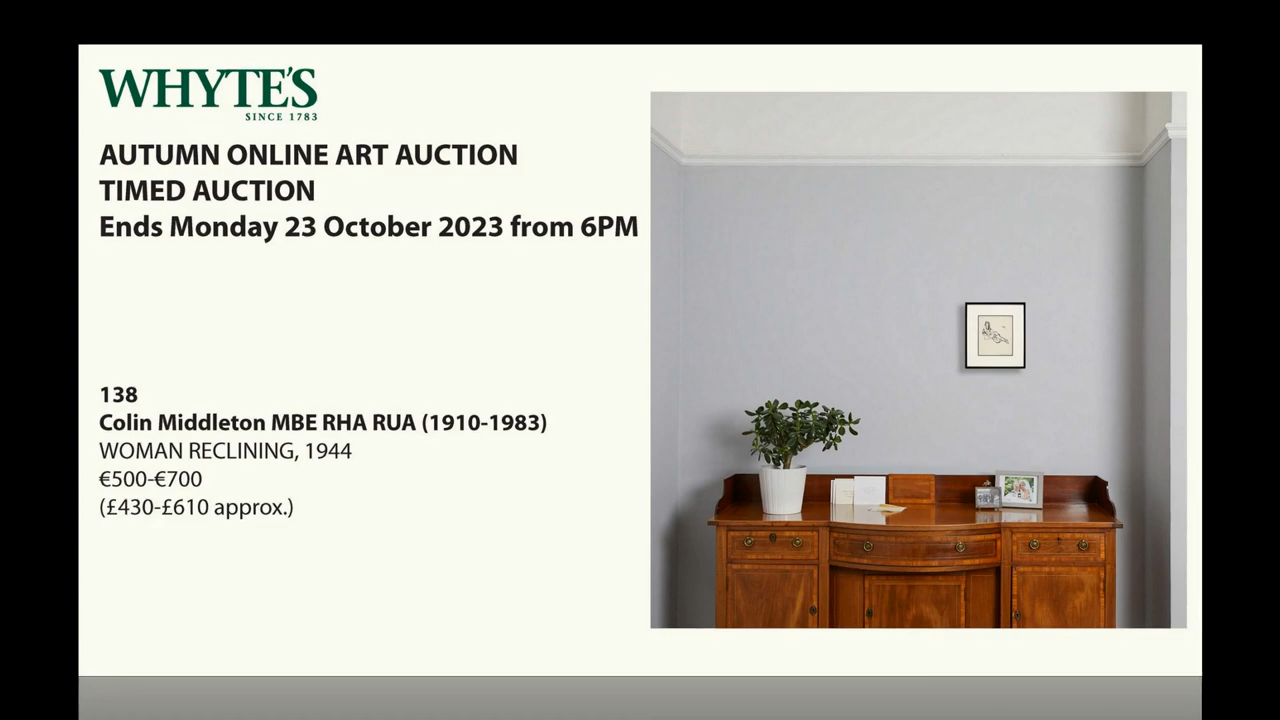 WHYTE'S
SINCE 1783
AUTUMN ONLINE ART AUCTION
TIMED AUCTION
Ends Monday 23 October 2023 from 6PM
138
Colin Middleton MBE RHA RUA (1910-1983)
WOMAN RECLINING, 1944
€500-€700
(£430-£610 approx.)